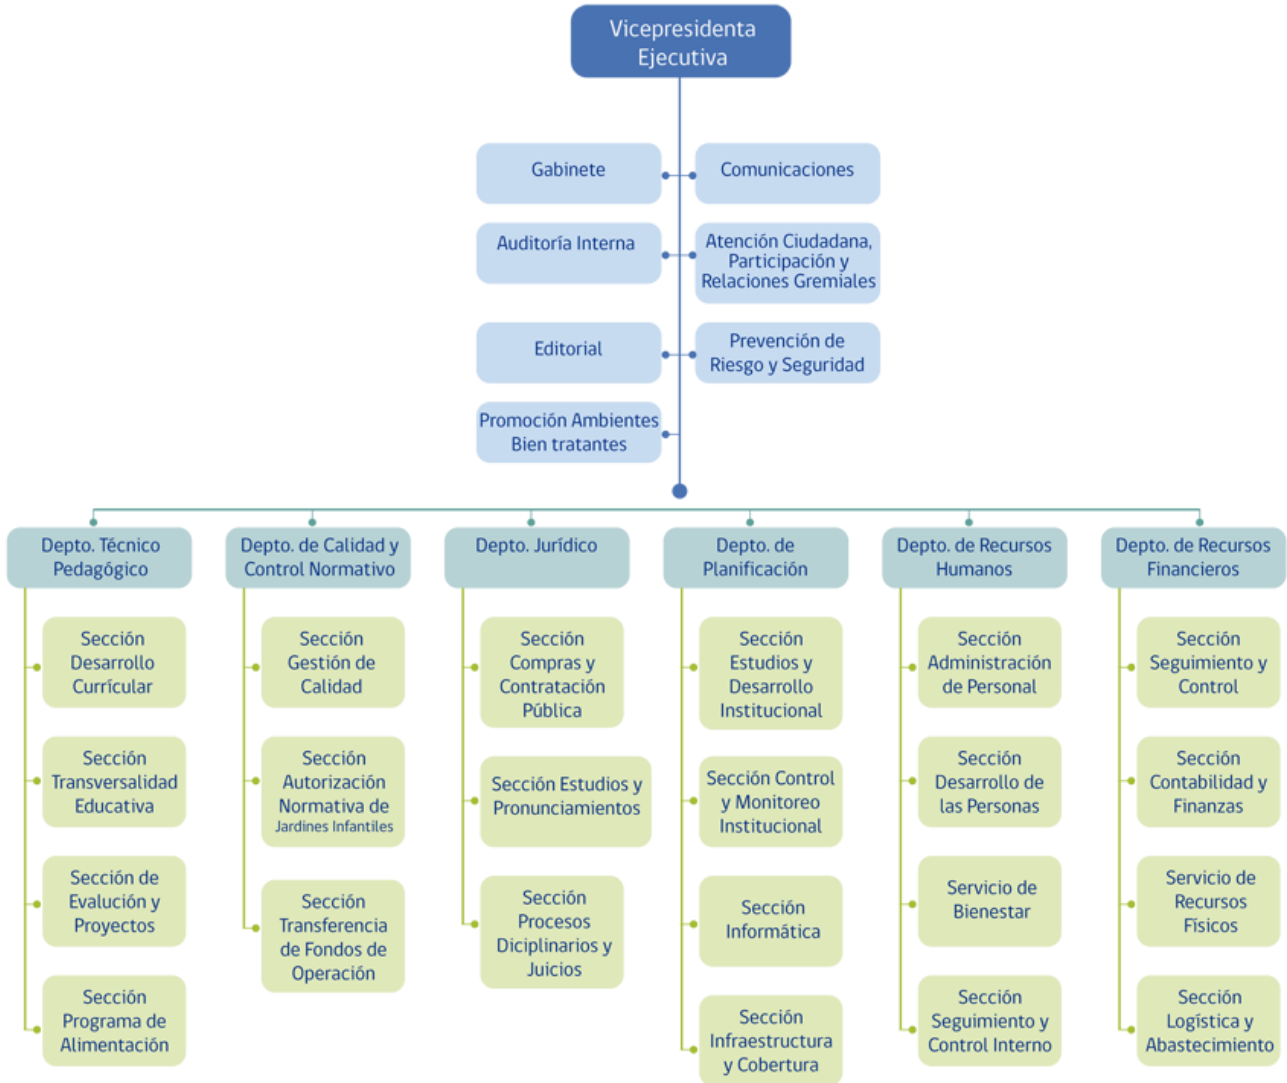 Vicepresidenta
Ejecutiva
Gabinete
Comunicaciones
Auditoría Interna
Atención Ciudadana,
Participación y
Relaciones Gremiales
Editorial
Prevención de
Riesgo y Seguridad
Promoción Ambientes
Bien tratantes
Depto. Técnico
Pedagógico
Sección
Desarrollo
Currícular
Sección
Transversalidad
Educativa
Sección de
Evalución y
Proyectos
Sección
Programa de
Alimentación
Depto. de Calidad y
Control Normativo
Sección
Gestión de
Calidad
Sección
Autorización
Normativa de
Jardines Infantiles
Sección
Transferencia
de Fondos de
Operación
Depto. Jurídico
Sección
Compras y
Contratación
Pública
Sección Estudios y
Pronunciamientos
Sección
Procesos
Diciplinarios y
Juicios
Depto. de
Planificación
Sección
Estudios y
Desarrollo
Institucional
Sección Control
y Monitoreo
Institucional
Sección
Informática
Sección
Infraestructura
y Cobertura
Depto. de Recursos
Humanos
Sección
Administración
de Personal
Sección
Desarrollo de
las Personas
Servicio de
Bienestar
Sección
Seguimiento y
Control Interno
Depto. de Recursos
Financieros
Sección
Seguimiento y
Control
Sección
Contabilidad y
Finanzas
Servicio de
Recursos
Físicos
Sección
Logística y
Abastecimiento